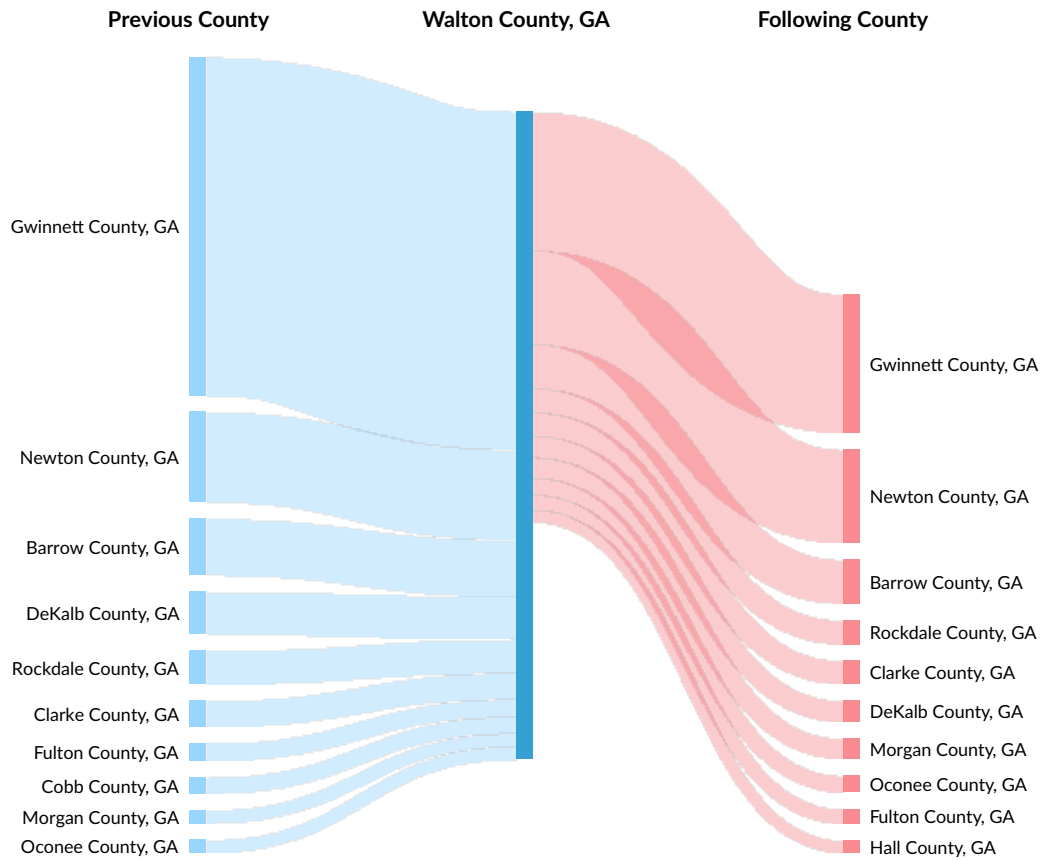 Previous County
Walton County, GA
Following County
Gwinnett County, GA
Newton County, GA
Barrow County, GA
DeKalb County, GA
Rockdale County, GA
Clarke County, GA
Fulton County, GA
Cobb County, GA
Morgan County, GA
Oconee County, GA
Gwinnett County, GA
Newton County, GA
Barrow County, GA
Rockdale County, GA
Clarke County, GA
DeKalb County, GA
Morgan County, GA
Oconee County, GA
Fulton County, GA
Hall County, GA